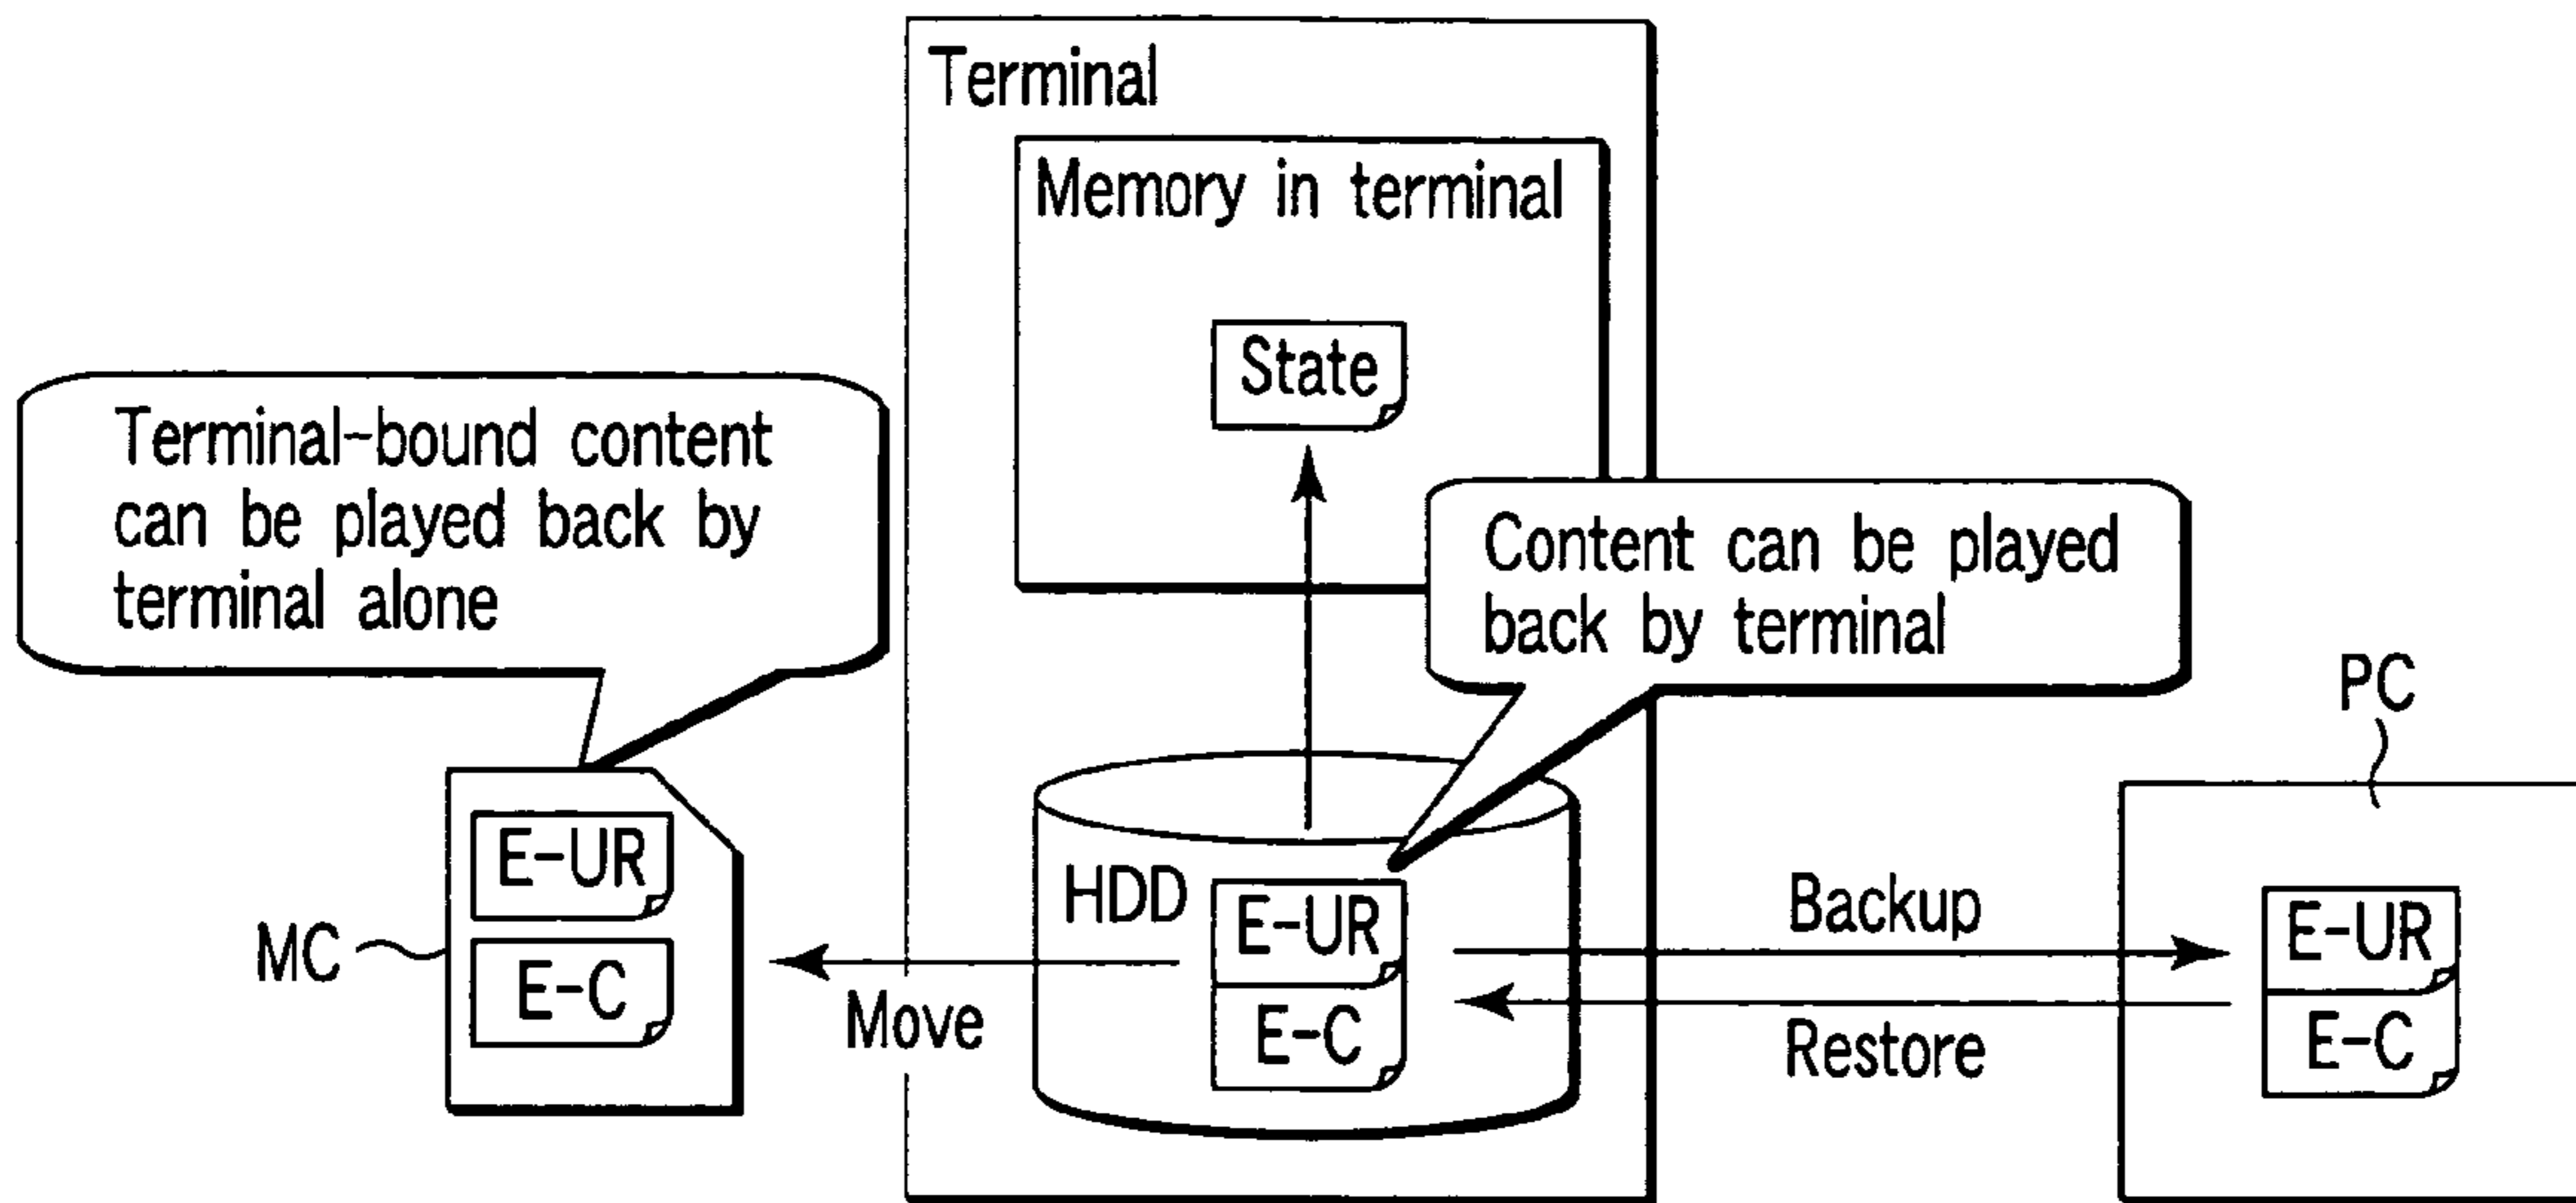 Terminal
Memory in terminal
State
Terminal-bound content
can be played back by
terminal alone
Content can be played
back by terminal
PC
MC
E-UR
E-C
Move
HDD
E-UR
E-C
Backup
Restore
E-UR
E-C